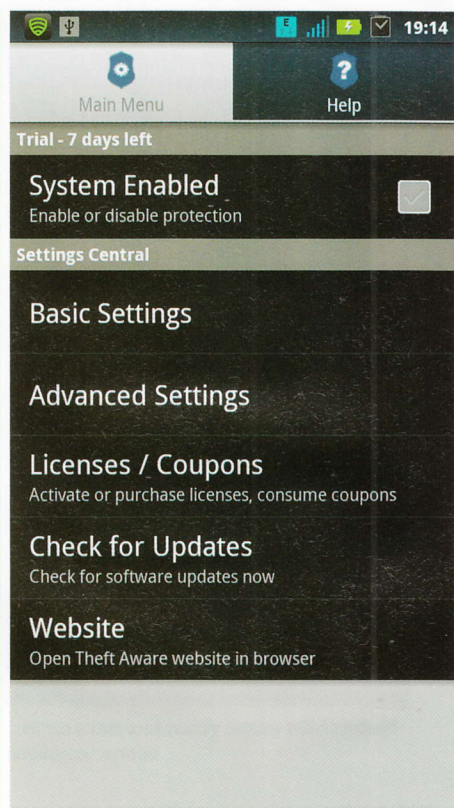 E
19:14
Main Menu
Help
Trial - 7 days left
System Enabled
Enable or disable protection
Settings Central
Basic Settings
Advanced Settings
Licenses / Coupons
Activate or purchase licenses, consume coupons
Check for Updates
Check for software updates now
Website
Open Theft Aware website in browser